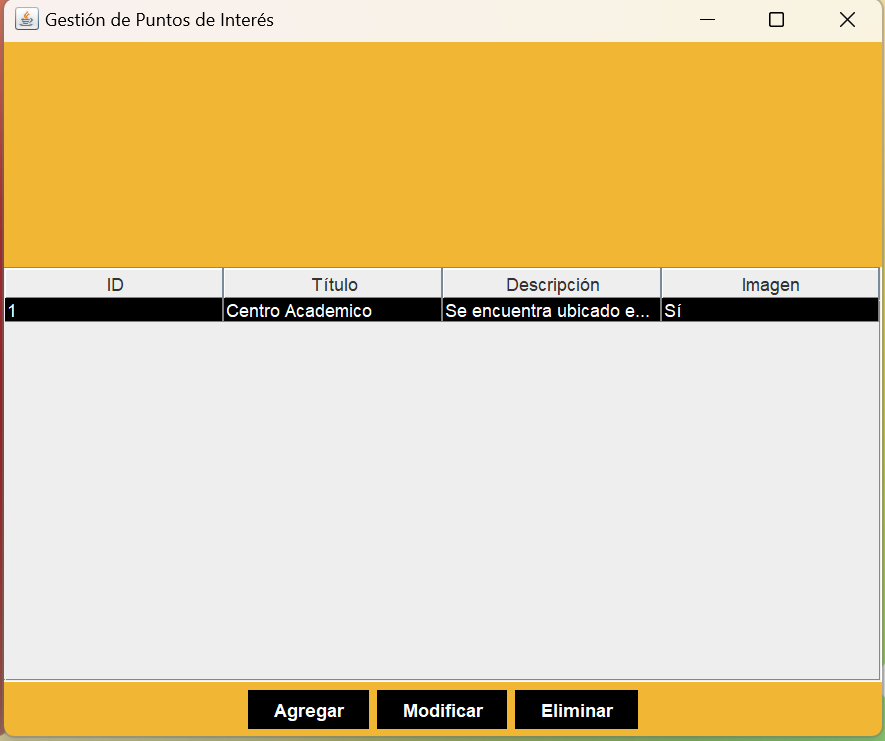 Gestión de Puntos de Interés
ID Título Descripción Imagen
1 Centro Academico Se encuentra ubicado e... Sí
Agregar Modificar Eliminar